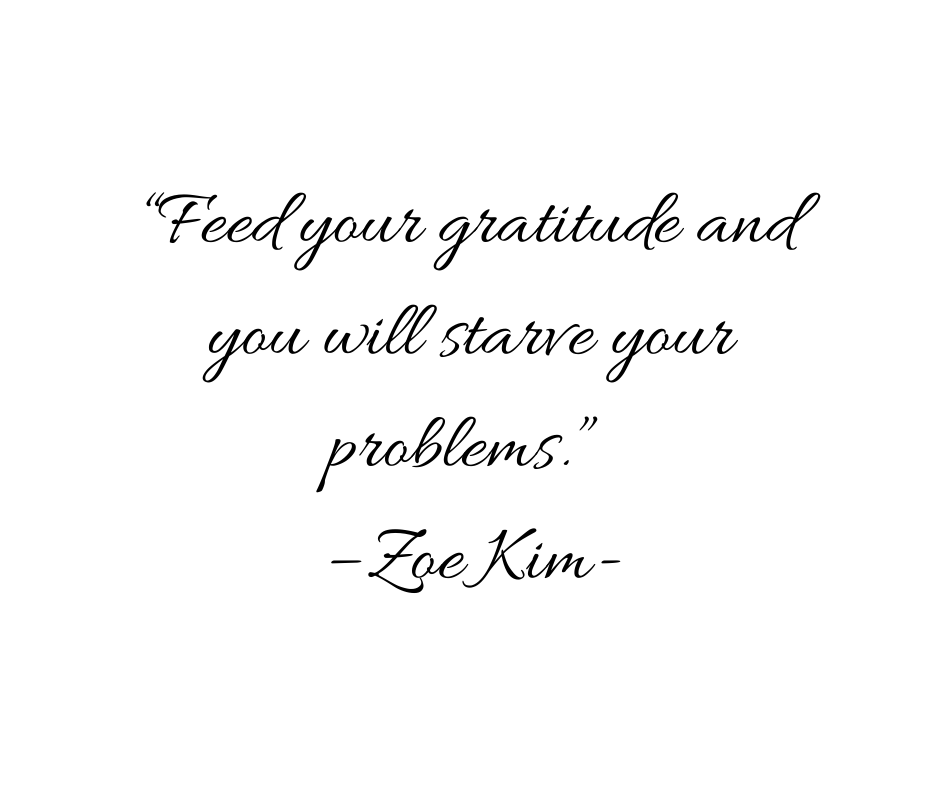 “Feed your gratitude and
you will starve your
problems.”
–Zoe Kim-